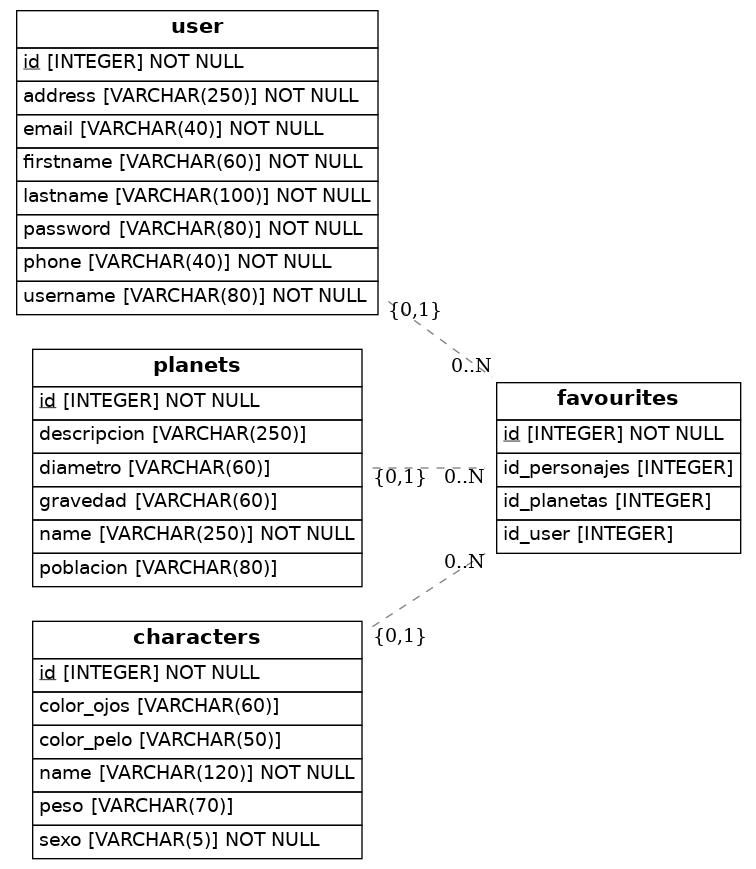 user
id [INTEGER] NOT NULL
address [VARCHAR(250)] NOT NULL
email [VARCHAR(40)] NOT NULL
firstname [VARCHAR(60)] NOT NULL
lastname [VARCHAR(100)] NOT NULL
password [VARCHAR(80)] NOT NULL
phone [VARCHAR(40)] NOT NULL
username [VARCHAR(80)] NOT NULL
{0,1}
0..N
planets
id [INTEGER] NOT NULL
descripcion [VARCHAR(250)]
diametro [VARCHAR(60)]
gravedad [VARCHAR(60)]
name [VARCHAR(250)] NOT NULL
poblacion [VARCHAR(80)]
{0,1}
0..N
favourites
id [INTEGER] NOT NULL
id_personajes [INTEGER]
id_planetas [INTEGER]
id_user [INTEGER]
0..N
{0,1}
characters
id [INTEGER] NOT NULL
color_ojos [VARCHAR(60)]
color_pelo [VARCHAR(50)]
name [VARCHAR(120)] NOT NULL
peso [VARCHAR(70)]
sexo [VARCHAR(5)] NOT NULL